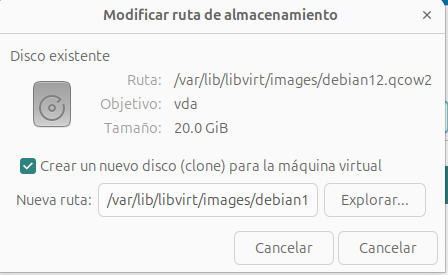 Modificar ruta de almacenamiento ×
Disco existente
Ruta: /var/lib/libvirt/images/debian12.qcow2
Objetivo: vda
Tamaño: 20.0 GiB
Crear un nuevo disco (clone) para la máquina virtual
Nueva ruta: /var/lib/libvirt/images/debian1 Explorar...
Cancelar Cancelar